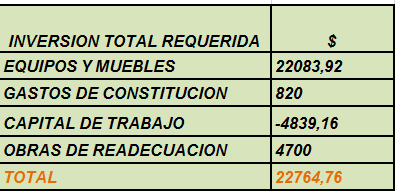 INVERSION TOTAL REQUERIDA $
EQUIPOS Y MUEBLES 22083,92
GASTOS DE CONSTITUCION 820
CAPITAL DE TRABAJO -4839,16
OBRAS DE READECUACION 4700
TOTAL 22764,76